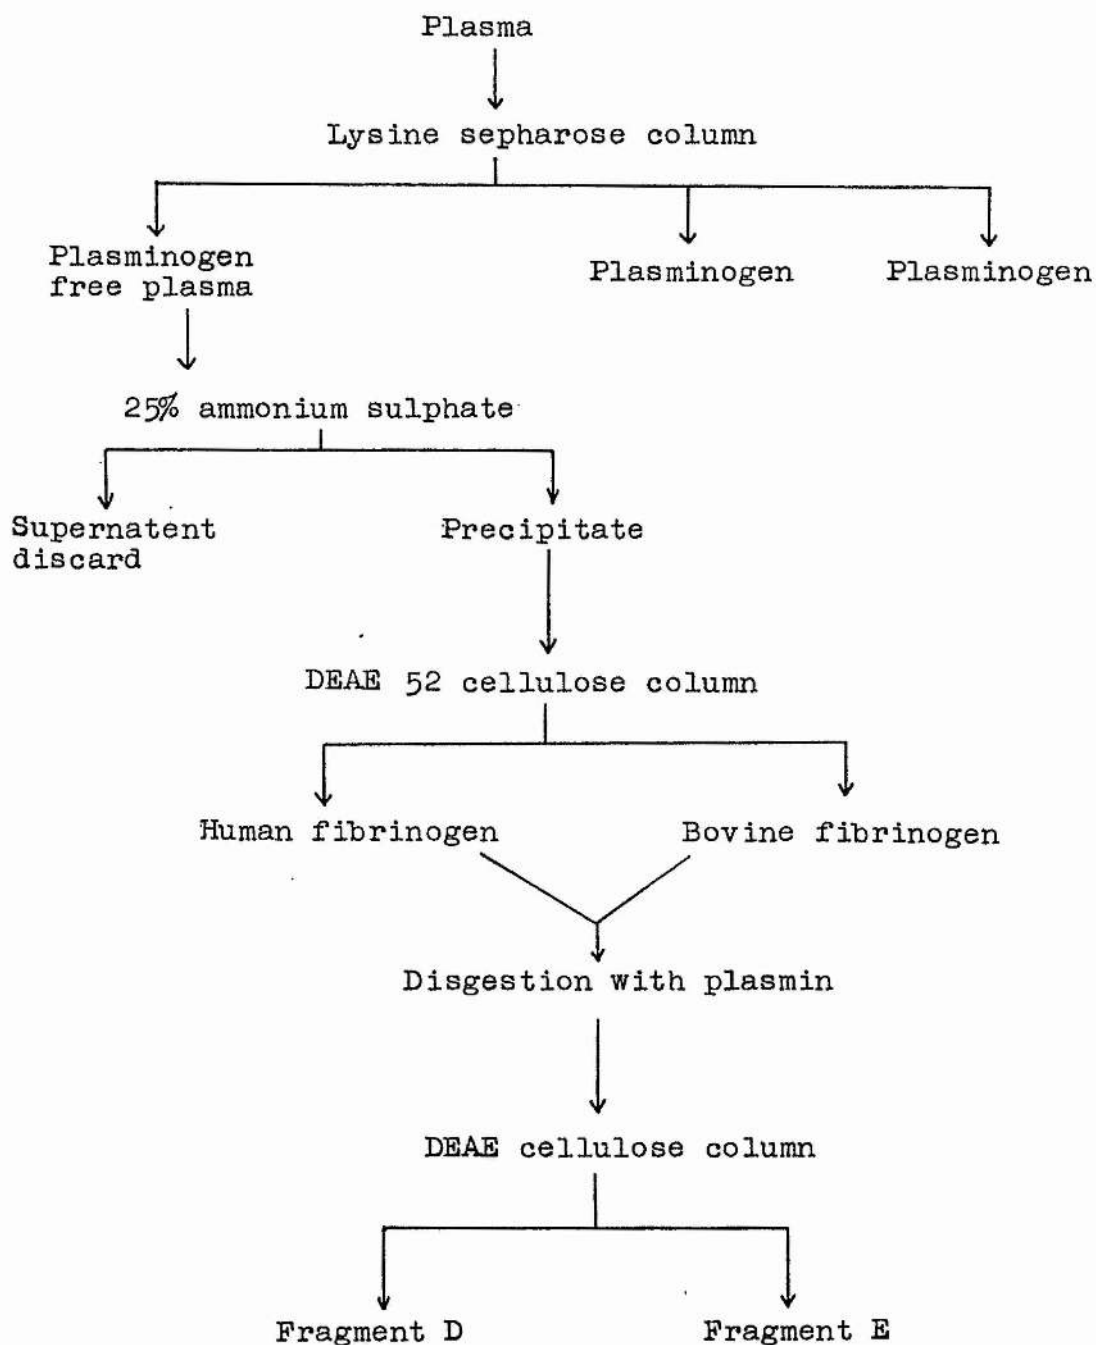 Plasma
Lysine sepharose column
Plasminogen
free plasma
Plasminogen
Plasminogen
25% ammonium sulphate
Supernatent
discard
Precipitate
DEAE 52 cellulose column
Human fibrinogen
Bovine fibrinogen
Disgestion with plasmin
DEAE cellulose column
Fragment D
Fragment E